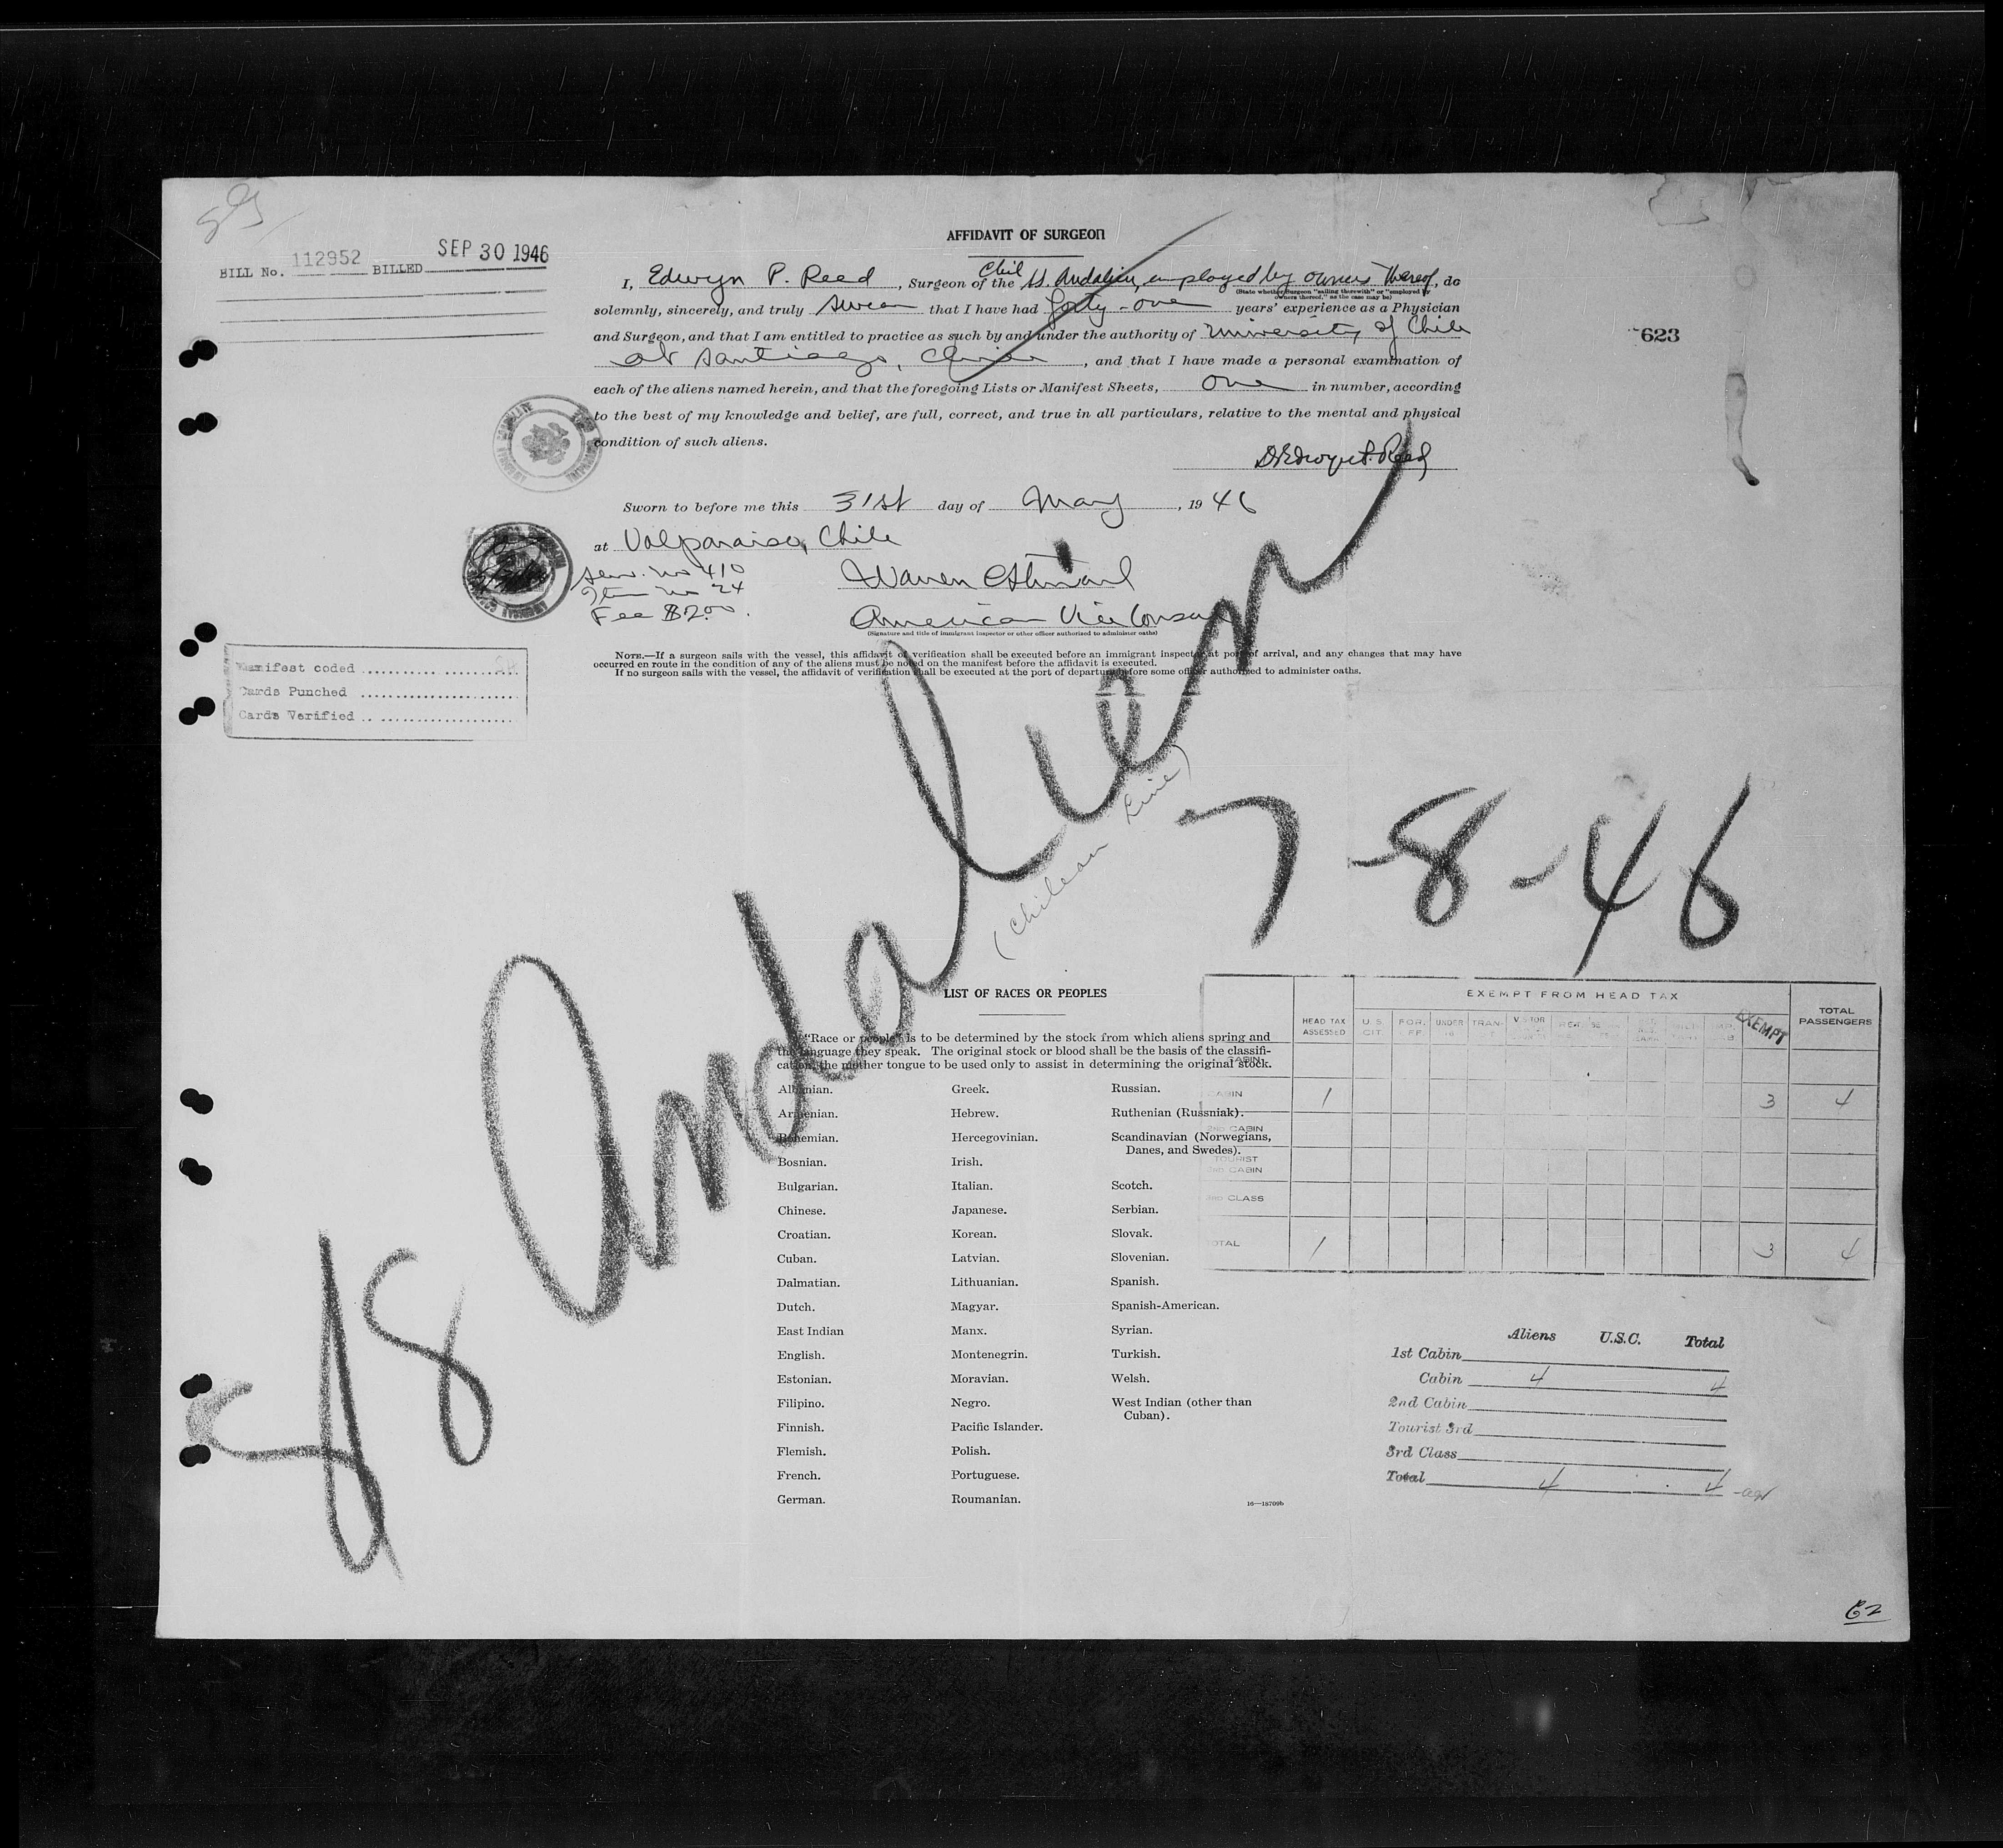 AFFIDAVIT OF SURGEON
BILL No. 112952 BILLED SEP 30 1946
I, Edwyn P. Reed, Surgeon of the Chil SS. Andalien, employed by owners thereof, do
(State whether Surgeon "sailing therewith" or "employed by
owners thereof," as the case may be)
solemnly, sincerely, and truly swear that I have had forty-one years' experience as a Physician
and Surgeon, and that I am entitled to practice as such by and under the authority of University of Chile
at Santiago, Chile, and that I have made a personal examination of
each of the aliens named herein, and that the foregoing Lists or Manifest Sheets, one in number, according
to the best of my knowledge and belief, are full, correct, and true in all particulars, relative to the mental and physical
condition of such aliens.
623
Dr Edwyn P. Reed
Sworn to before me this 31st day of May, 1946
at Valparaiso, Chile
Serv. no 410
Item no 24
Fee $2.00.
Warren
American Vice Consul
(Signature and title of immigrant inspector or other officer authorized to administer oaths)
NOTE.—If a surgeon sails with the vessel, this affidavit of verification shall be executed before an immigrant inspector at port of arrival, and any changes that may have
occurred en route in the condition of any of the aliens must be noted on the manifest before the affidavit is executed.
If no surgeon sails with the vessel, the affidavit of verification shall be executed at the port of departure before some officer authorized to administer oaths.
Manifest coded
Cards Punched
Cards Verified
SS Andalien 7-8-46
(Chilean Line)
LIST OF RACES OR PEOPLES
"Race or people" is to be determined by the stock from which aliens spring and
the language they speak. The original stock or blood shall be the basis of the classifi-
cation, the mother tongue to be used only to assist in determining the original stock.
Albanian. Greek. Russian.
Armenian. Hebrew. Ruthenian (Russniak).
Bohemian. Hercegovinian. Scandinavian (Norwegians,
Danes, and Swedes).
Bosnian. Irish.
Bulgarian. Italian. Scotch.
Chinese. Japanese. Serbian.
Croatian. Korean. Slovak.
Cuban. Latvian. Slovenian.
Dalmatian. Lithuanian. Spanish.
Dutch. Magyar. Spanish-American.
East Indian Manx. Syrian.
English. Montenegrin. Turkish.
Estonian. Moravian. Welsh.
Filipino. Negro. West Indian (other than
Cuban).
Finnish. Pacific Islander.
Flemish. Polish.
French. Portuguese.
German. Roumanian.
16—18709b
EXEMPT FROM HEAD TAX
HEAD TAX ASSESSED U.S. CIT. FOR. UNDER 16 TRAN- EXEMPT TOTAL PASSENGERS
CABIN
CABIN 1 3 4
2ND CABIN
TOURIST
3RD CABIN
3RD CLASS
TOTAL 1 3 4
Aliens U.S.C. Total
1st Cabin
Cabin 4 4
2nd Cabin
Tourist 3rd
3rd Class
Total 4 4
62